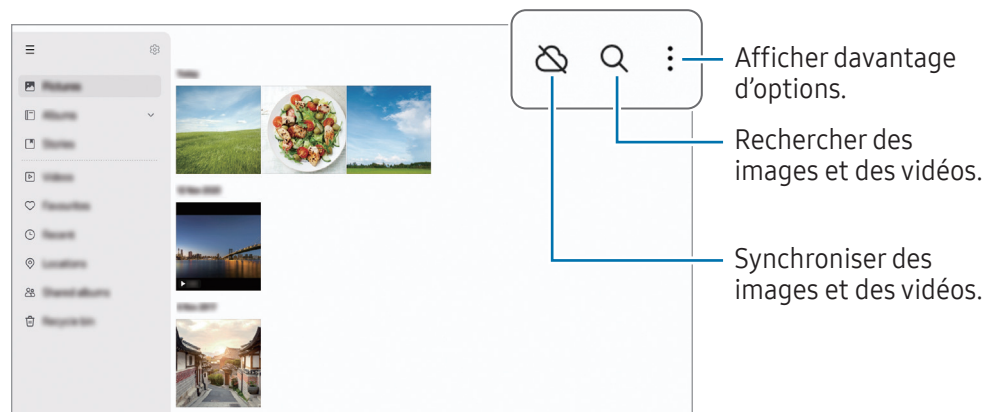 Afficher davantage
d’options.
Rechercher des
images et des vidéos.
Synchroniser des
images et des vidéos.
Pictures
Albums
Stories
Videos
Favourites
Recent
Locations
Shared albums
Recycle bin